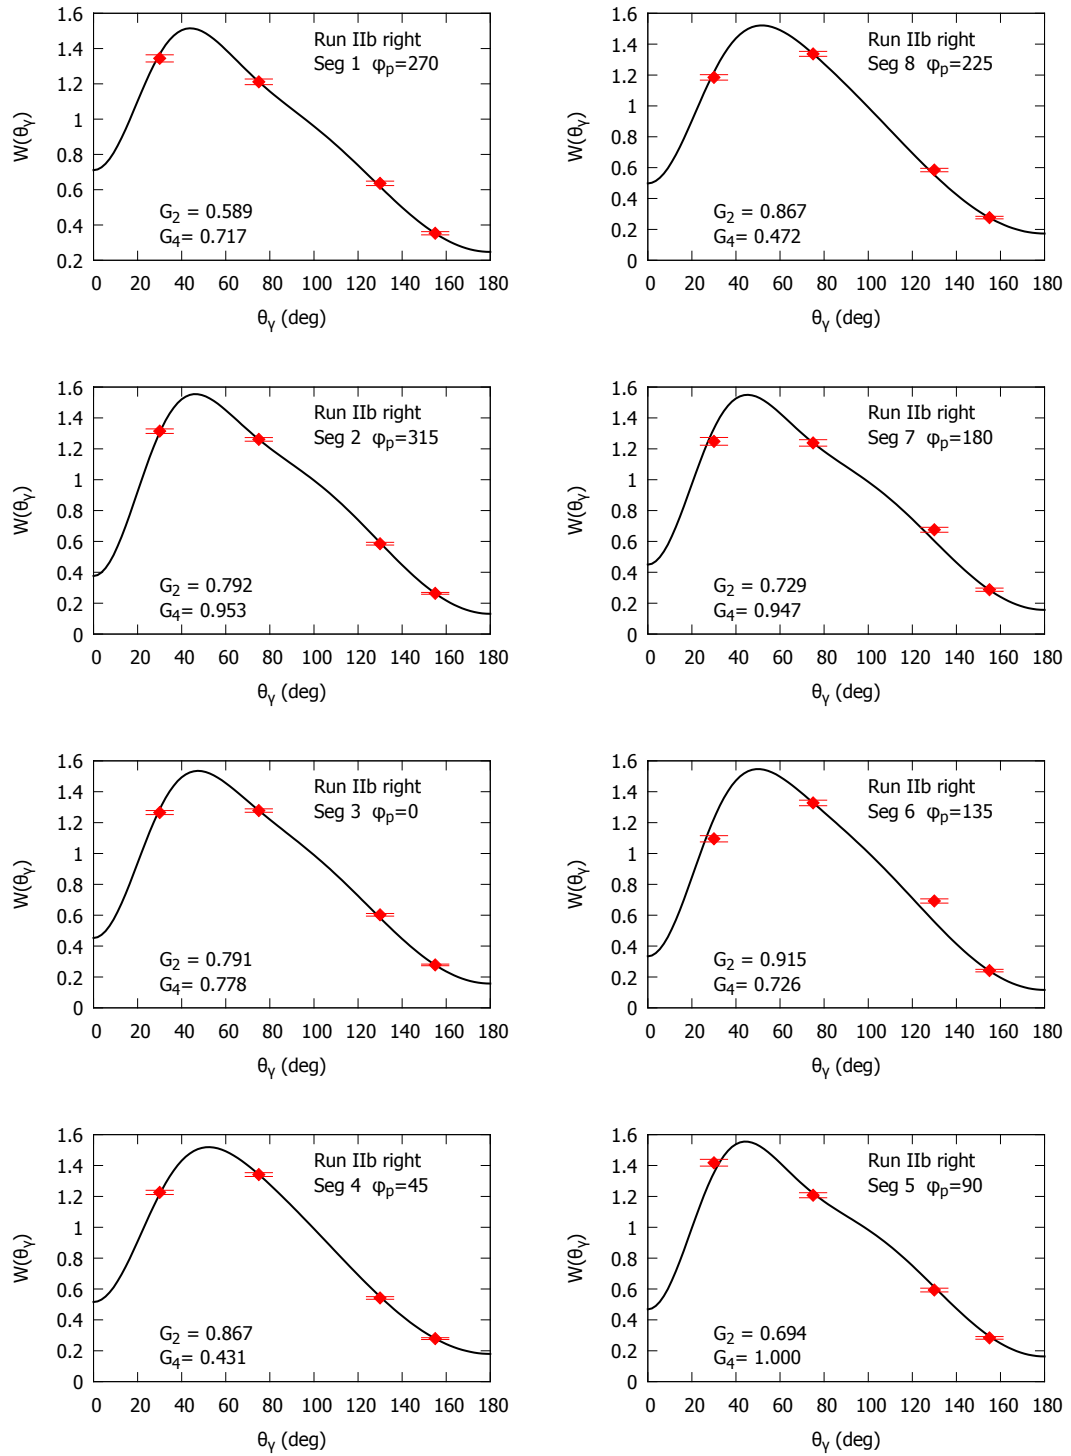 1.6
1.4
1.2
1
0.8
0.6
0.4
0.2
W(θγ)
Run IIb right
Seg 1 φp=270
G2 = 0.589
G4= 0.717
0 20 40 60 80 100 120 140 160 180
θγ (deg)
1.6
1.4
1.2
1
0.8
0.6
0.4
0.2
0
W(θγ)
Run IIb right
Seg 8 φp=225
G2 = 0.867
G4= 0.472
0 20 40 60 80 100 120 140 160 180
θγ (deg)
1.6
1.4
1.2
1
0.8
0.6
0.4
0.2
0
W(θγ)
Run IIb right
Seg 2 φp=315
G2 = 0.792
G4= 0.953
0 20 40 60 80 100 120 140 160 180
θγ (deg)
1.6
1.4
1.2
1
0.8
0.6
0.4
0.2
0
W(θγ)
Run IIb right
Seg 7 φp=180
G2 = 0.729
G4= 0.947
0 20 40 60 80 100 120 140 160 180
θγ (deg)
1.6
1.4
1.2
1
0.8
0.6
0.4
0.2
0
W(θγ)
Run IIb right
Seg 3 φp=0
G2 = 0.791
G4= 0.778
0 20 40 60 80 100 120 140 160 180
θγ (deg)
1.6
1.4
1.2
1
0.8
0.6
0.4
0.2
0
W(θγ)
Run IIb right
Seg 6 φp=135
G2 = 0.915
G4= 0.726
0 20 40 60 80 100 120 140 160 180
θγ (deg)
1.6
1.4
1.2
1
0.8
0.6
0.4
0.2
0
W(θγ)
Run IIb right
Seg 4 φp=45
G2 = 0.867
G4= 0.431
0 20 40 60 80 100 120 140 160 180
θγ (deg)
1.6
1.4
1.2
1
0.8
0.6
0.4
0.2
0
W(θγ)
Run IIb right
Seg 5 φp=90
G2 = 0.694
G4= 1.000
0 20 40 60 80 100 120 140 160 180
θγ (deg)